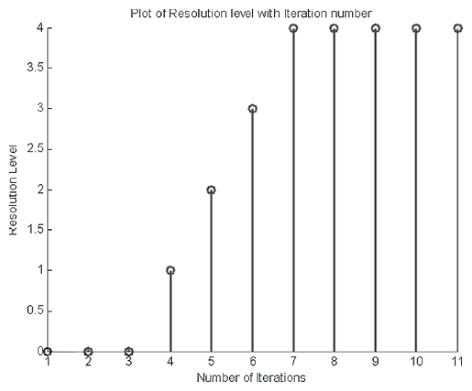 Plot of Resolution level with Iteration number
4
3.5
3
2.5
2
1.5
1
0.5
0
Resolution Level
1 2 3 4 5 6 7 8 9 10 11
Number of Iterations